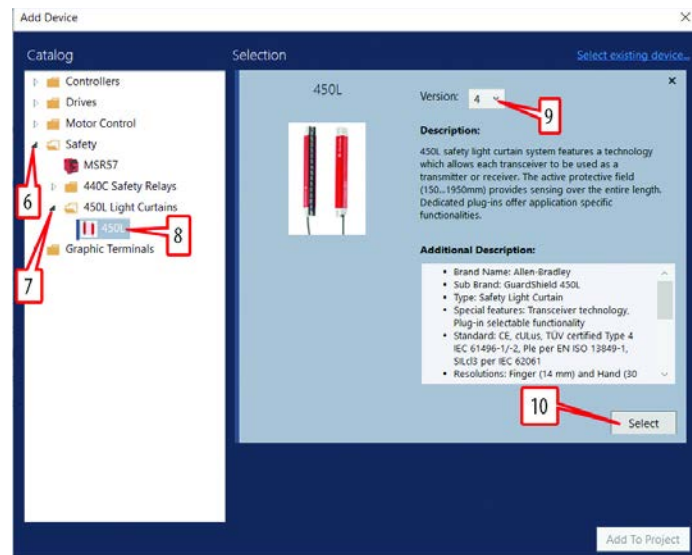 Add Device
Catalog
Selection
Select existing device...
Controllers
Drives
Motor Control
Safety
MSR57
440C Safety Relays
450L Light Curtains
450L
Graphic Terminals
6
7
8
450L
Version: 4
9
Description:
450L safety light curtain system features a technology
which allows each transceiver to be used as a
transmitter or receiver. The active protective field
(150...1950mm) provides sensing over the entire length.
Dedicated plug-ins offer application specific
functionalities.
Additional Description:
• Brand Name: Allen-Bradley
• Sub Brand: GuardShield 450L
• Type: Safety Light Curtain
• Special features: Transceiver technology,
Plug-in selectable functionality
• Standard: CE, cULus, TÜV certified Type 4
IEC 61496-1/-2, Ple per EN ISO 13849-1,
SILcl3 per IEC 62061
• Resolutions: Finger (14 mm) and Hand (30
10
Select
Add To Project